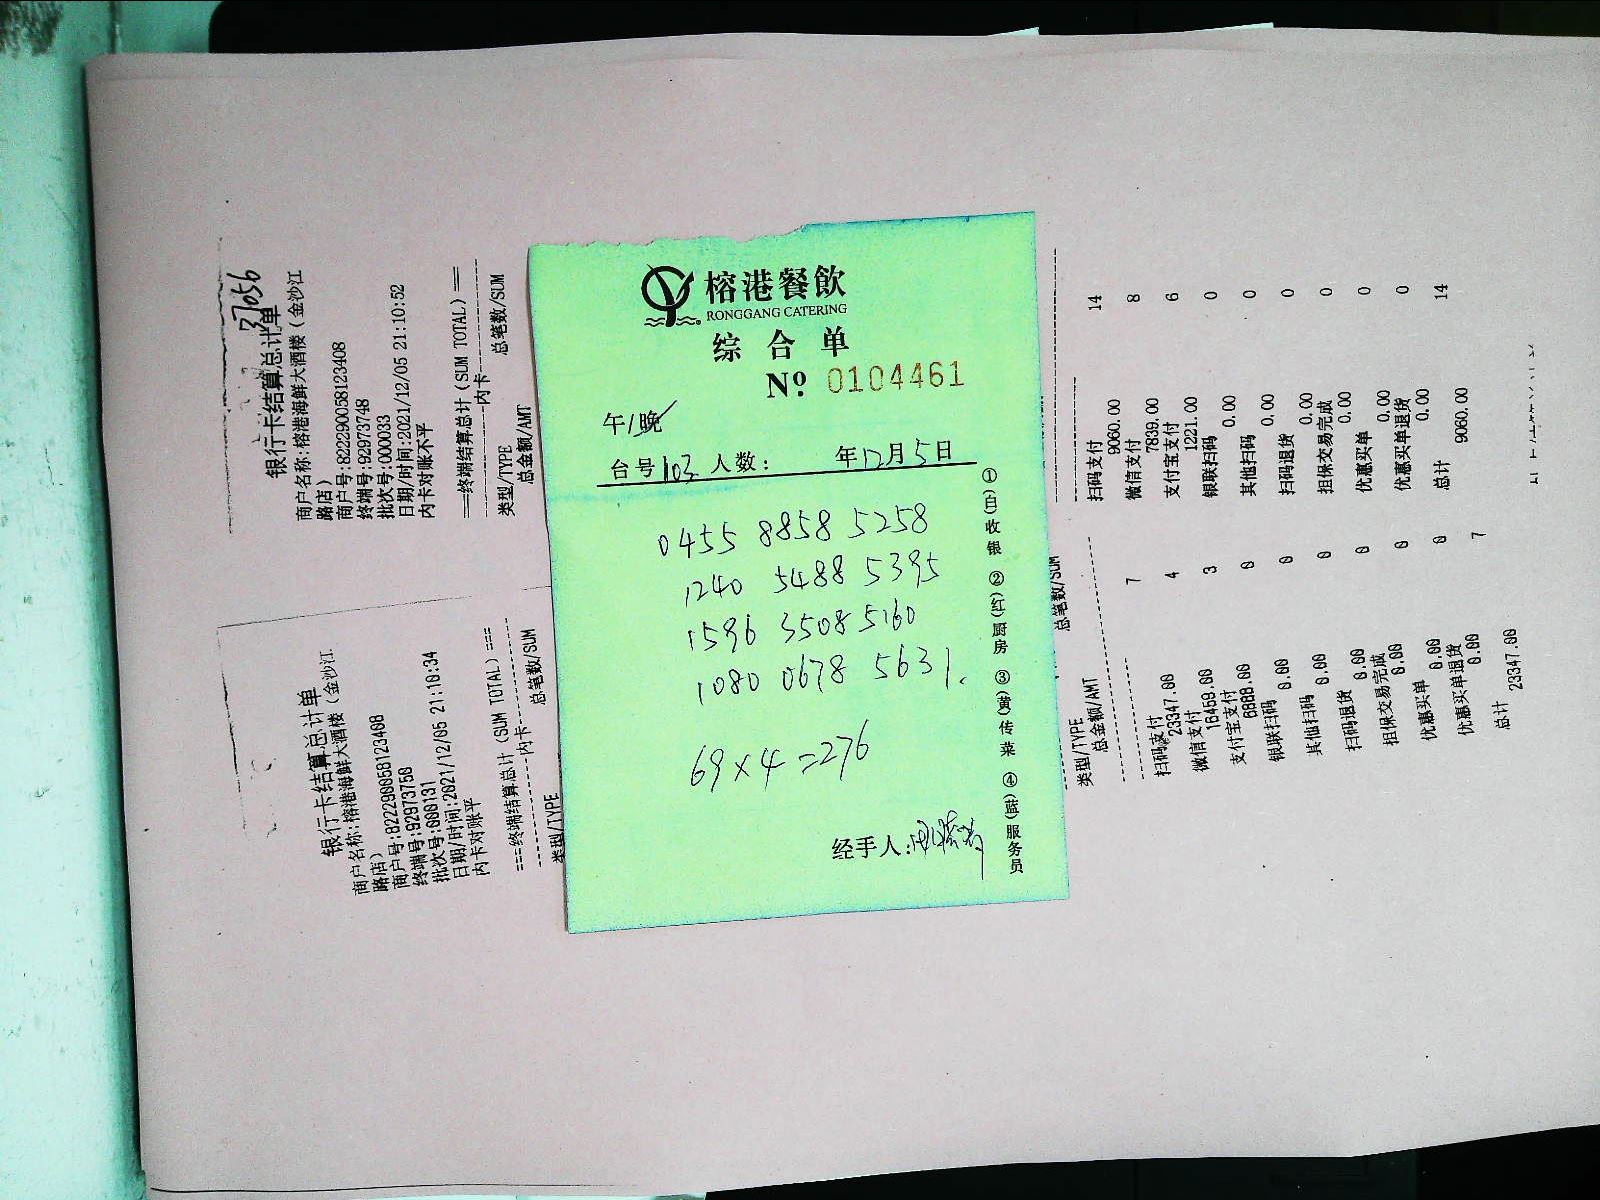 榕港餐飲
RONGGANG CATERING
综合单
Nº 0104461
午/晚
台号103 人数： 年12月5日
0455 8858 5258
1240 5488 5395
1596 3508 5160
1080 0678 5631.
69×4=276
经手人:
①(白)收银 ②(红)厨房 ③(黄)传菜 ④(蓝)服务员
37056
银行卡结算总计单
商户名称:榕港海鲜大酒楼（金沙江
路店）
商户号:822290058123408
终端号:92973748
批次号:000033
日期/时间:2021/12/05 21:10:52
内卡对账不平
===终端结算总计(SUM TOTAL)===
内卡
类型/TYPE 总笔数/SUM
总金额/AMT
扫码支付 14
9060.00
微信支付 8
7839.00
支付宝支付 6
1221.00
银联扫码 0
0.00
其他扫码 0
0.00
扫码退货 0
0.00
担保交易完成 0
0.00
优惠买单 0
0.00
优惠买单退货 0
0.00
总计 14
9060.00
银行卡结算总计单
商户名称:榕港海鲜大酒楼（金沙江
路店）
商户号:822290058123408
终端号:92973750
批次号:000131
日期/时间:2021/12/05 21:10:34
内卡对账平
===终端结算总计(SUM TOTAL)===
内卡
类型/TYPE 总笔数/SUM
类型/TYPE 总笔数/SUM
总金额/AMT
扫码支付 7
23347.00
微信支付 4
16459.00
支付宝支付 3
6888.00
银联扫码 0
0.00
其他扫码 0
0.00
扫码退货 0
0.00
担保交易完成 0
0.00
优惠买单 0
0.00
优惠买单退货 0
0.00
总计 7
23347.00